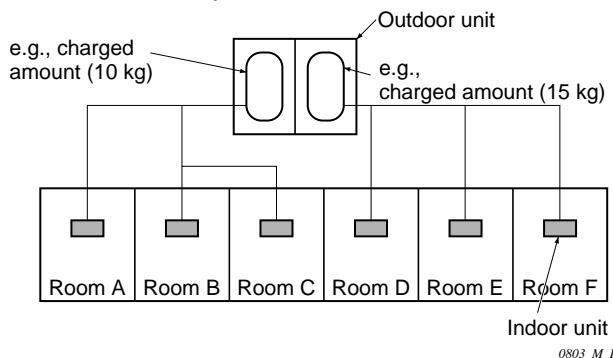 Outdoor unit
e.g., charged
amount (10 kg)
e.g.,
charged amount (15 kg)
Room A
Room B
Room C
Room D
Room E
Room F
Indoor unit